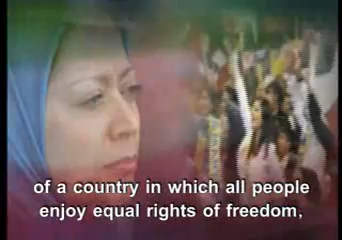 of a country in which all people
enjoy equal rights of freedom,